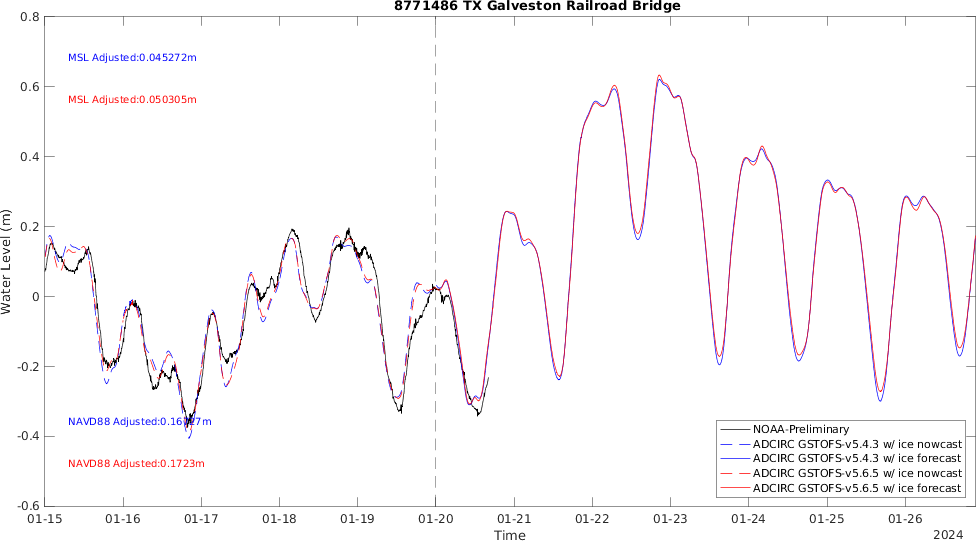 8771486 TX Galveston Railroad Bridge
0.8
0.6
0.4
0.2
0
-0.2
-0.4
-0.6
Water Level (m)
MSL Adjusted:0.045272m
MSL Adjusted:0.050305m
NAVD88 Adjusted:
NAVD88 Adjusted:0.1723m
NOAA-Preliminary
ADCIRC GSTOFS-v5.4.3 w/ ice nowcast
ADCIRC GSTOFS-v5.4.3 w/ ice forecast
ADCIRC GSTOFS-v5.6.5 w/ ice nowcast
ADCIRC GSTOFS-v5.6.5 w/ ice forecast
01-15 01-16 01-17 01-18 01-19 01-20 01-21 01-22 01-23 01-24 01-25 01-26
Time
2024